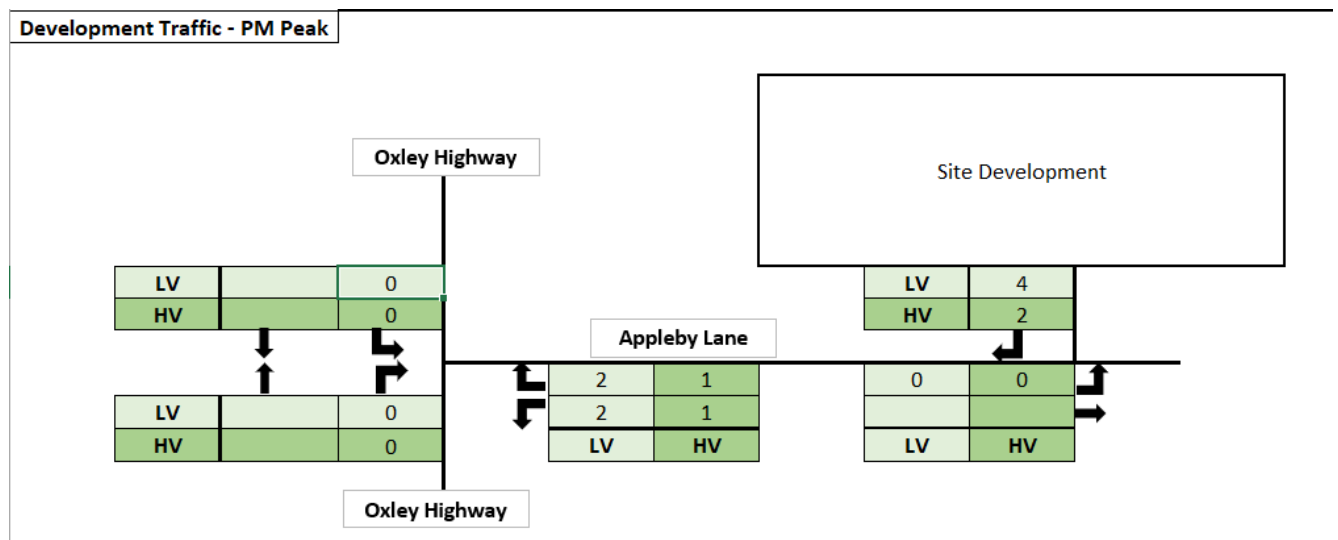 Development Traffic - PM Peak
Site Development
Oxley Highway
LV 0
HV 0
LV 4
HV 2
Appleby Lane
2 1
2 1
LV HV
0 0
LV HV
LV 0
HV 0
Oxley Highway